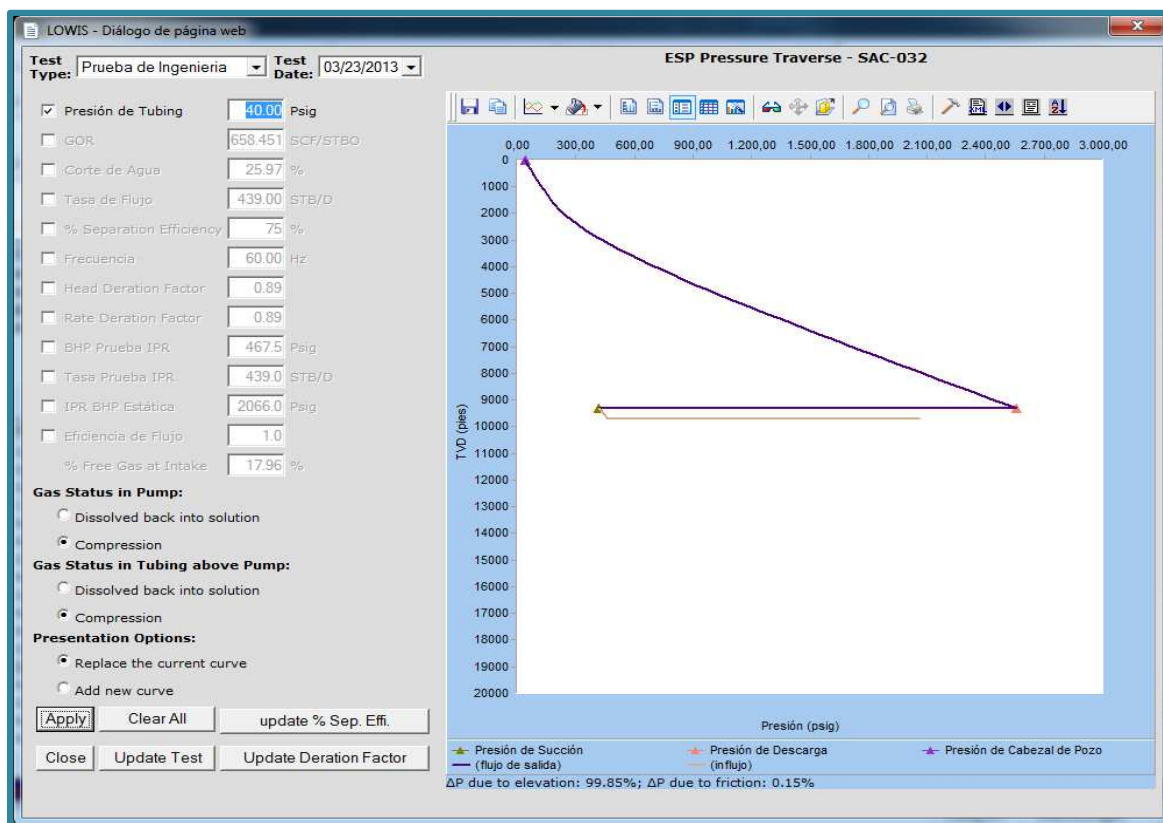 LOWIS - Diálogo de página web
Test Type: Prueba de Ingenieria Test Date: 03/23/2013
Presión de Tubing 40.00 Psig
GOR 658.451 SCF/STBO
Corte de Agua 25.97 %
Tasa de Flujo 439.00 STB/D
% Separation Efficiency 75 %
Frecuencia 60.00 Hz
Head Deration Factor 0.89
Rate Deration Factor 0.89
BHP Prueba IPR 467.5 Psig
Tasa Prueba IPR 439.0 STB/D
IPR BHP Estática 2066.0 Psig
Eficiencia de Flujo 1.0
% Free Gas at Intake 17.96 %
Gas Status in Pump:
Dissolved back into solution
Compression
Gas Status in Tubing above Pump:
Dissolved back into solution
Compression
Presentation Options:
Replace the current curve
Add new curve
Apply Clear All update % Sep. Effi.
Close Update Test Update Deration Factor
ESP Pressure Traverse - SAC-032
0,00 300,00 600,00 900,00 1.200,00 1.500,00 1.800,00 2.100,00 2.400,00 2.700,00 3.000,00
0
1000
2000
3000
4000
5000
6000
7000
8000
9000
10000
11000
12000
13000
14000
15000
16000
17000
18000
19000
20000
TVD (pies)
Presión (psig)
Presión de Succión Presión de Descarga Presión de Cabezal de Pozo
(flujo de salida) (influjo)
ΔP due to elevation: 99.85%; ΔP due to friction: 0.15%